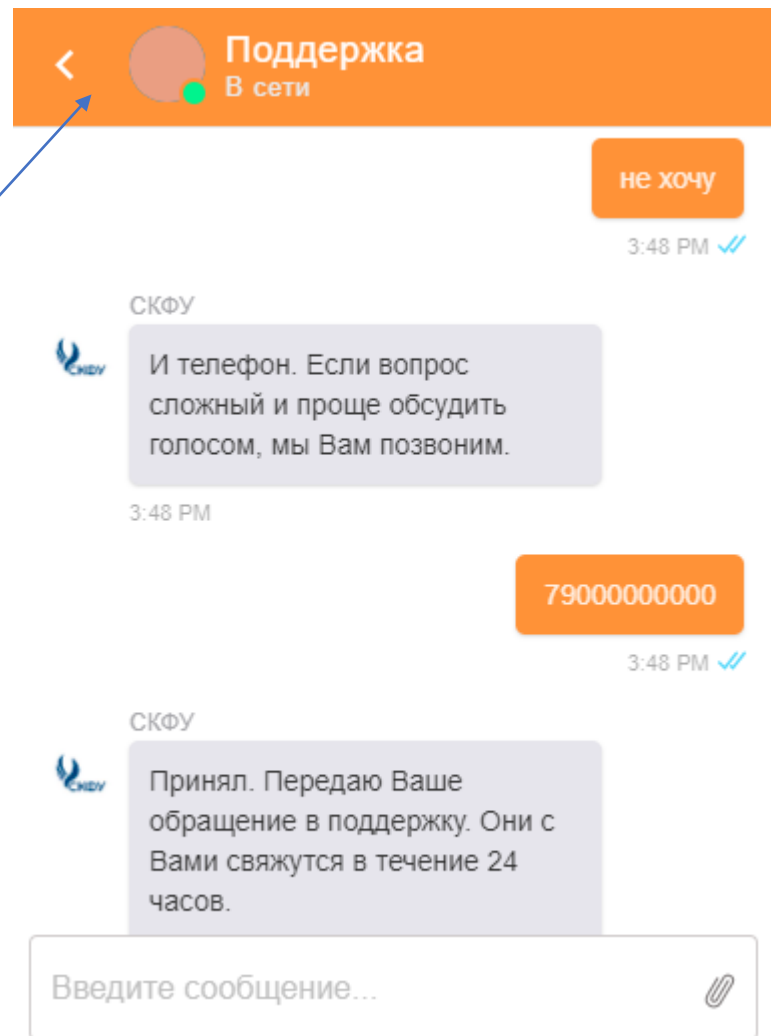 Поддержка
В сети
не хочу
3:48 PM
СКФУ
СКФУ
И телефон. Если вопрос
сложный и проще обсудить
голосом, мы Вам позвоним.
3:48 PM
79000000000
3:48 PM
СКФУ
СКФУ
Принял. Передаю Ваше
обращение в поддержку. Они с
Вами свяжутся в течение 24
часов.
Введите сообщение...